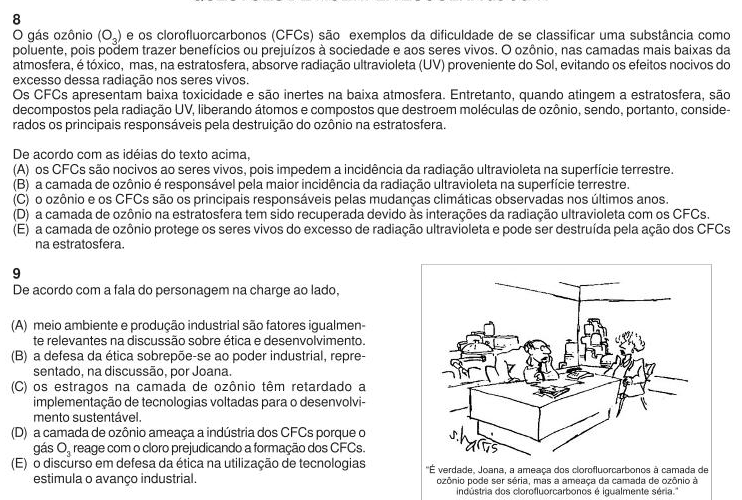 8
O gás ozônio (O3) e os clorofluorcarbonos (CFCs) são exemplos da dificuldade de se classificar uma substância como
poluente, pois podem trazer benefícios ou prejuízos à sociedade e aos seres vivos. O ozônio, nas camadas mais baixas da
atmosfera, é tóxico, mas, na estratosfera, absorve radiação ultravioleta (UV) proveniente do Sol, evitando os efeitos nocivos do
excesso dessa radiação nos seres vivos.
Os CFCs apresentam baixa toxicidade e são inertes na baixa atmosfera. Entretanto, quando atingem a estratosfera, são
decompostos pela radiação UV, liberando átomos e compostos que destroem moléculas de ozônio, sendo, portanto, conside-
rados os principais responsáveis pela destruição do ozônio na estratosfera.
De acordo com as idéias do texto acima,
(A) os CFCs são nocivos ao seres vivos, pois impedem a incidência da radiação ultravioleta na superfície terrestre.
(B) a camada de ozônio é responsável pela maior incidência da radiação ultravioleta na superfície terrestre.
(C) o ozônio e os CFCs são os principais responsáveis pelas mudanças climáticas observadas nos últimos anos.
(D) a camada de ozônio na estratosfera tem sido recuperada devido às interações da radiação ultravioleta com os CFCs.
(E) a camada de ozônio protege os seres vivos do excesso de radiação ultravioleta e pode ser destruída pela ação dos CFCs
na estratosfera.
9
De acordo com a fala do personagem na charge ao lado,
(A) meio ambiente e produção industrial são fatores igualmen-
te relevantes na discussão sobre ética e desenvolvimento.
(B) a defesa da ética sobrepõe-se ao poder industrial, repre-
sentado, na discussão, por Joana.
(C) os estragos na camada de ozônio têm retardado a
implementação de tecnologias voltadas para o desenvolvi-
mento sustentável.
(D) a camada de ozônio ameaça a indústria dos CFCs porque o
gás O3 reage com o cloro prejudicando a formação dos CFCs.
(E) o discurso em defesa da ética na utilização de tecnologias
estimula o avanço industrial.
s. harris
"É verdade, Joana, a ameaça dos clorofluorcarbonos à camada de
ozônio pode ser séria, mas a ameaça da camada de ozônio à
indústria dos clorofluorcarbonos é igualmente séria."